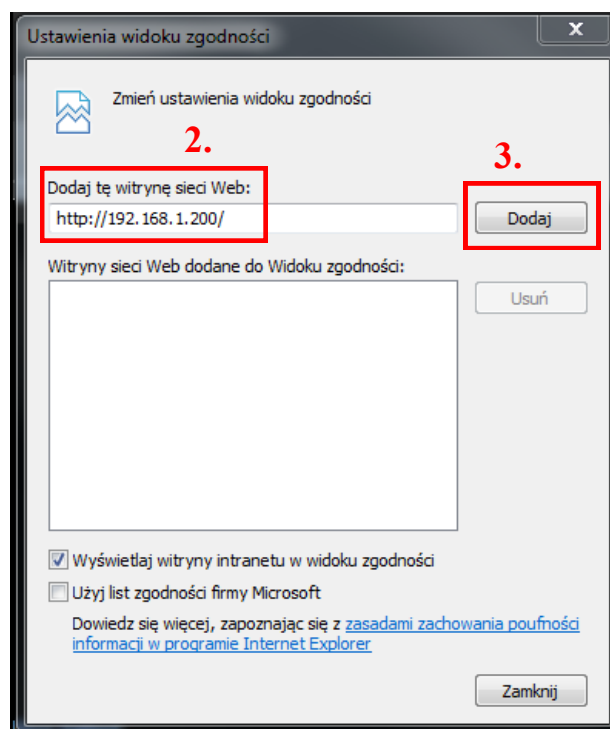 Ustawienia widoku zgodności
x
Zmień ustawienia widoku zgodności
2.
3.
Dodaj tę witrynę sieci Web:
http://192.168.1.200/
Dodaj
Witryny sieci Web dodane do Widoku zgodności:
Usuń
Wyświetlaj witryny intranetu w widoku zgodności
Użyj list zgodności firmy Microsoft
Dowiedz się więcej, zapoznając się z zasadami zachowania poufności
informacji w programie Internet Explorer
Zamknij